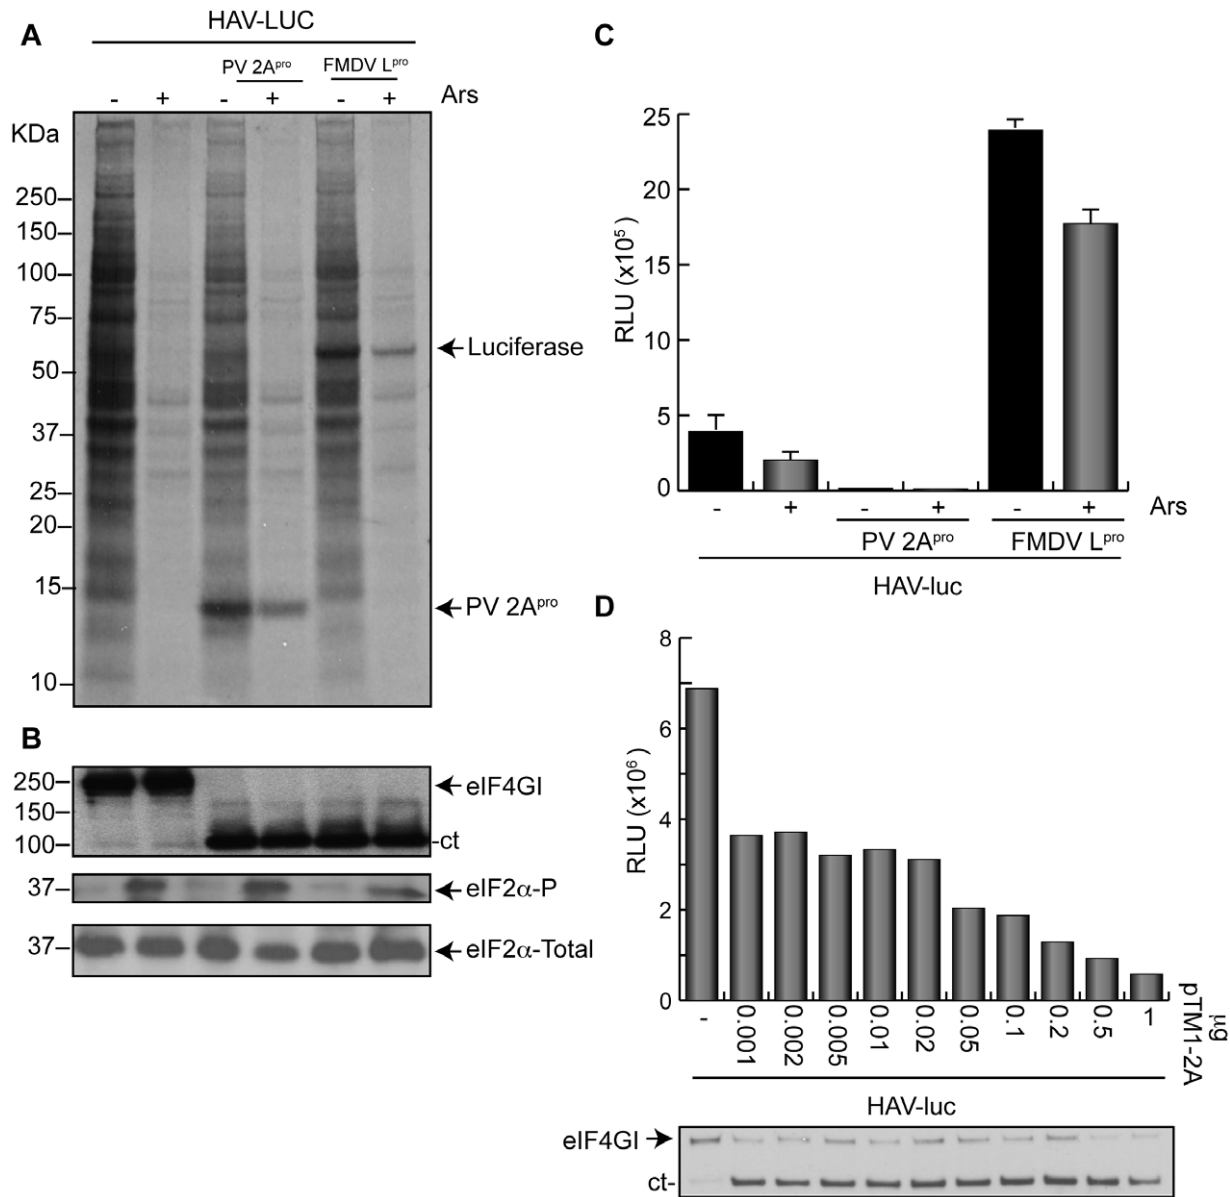 A
HAV-LUC
PV 2Apro
FMDV Lpro
- + - + - + Ars
KDa
250
150
100
75
Luciferase
50
37
25
20
15
PV 2Apro
10
B
250
eIF4GI
150
100
-ct
37
eIF2α-P
37
eIF2α-Total
C
25
20
15
10
5
0
RLU (x10⁵)
- + - + - + Ars
PV 2Apro
FMDV Lpro
HAV-luc
D
8
6
4
2
0
RLU (x10⁶)
- 0.001 0.002 0.005 0.01 0.02 0.05 0.1 0.2 0.5 1
μg
pTM1-2A
HAV-luc
eIF4GI
ct-